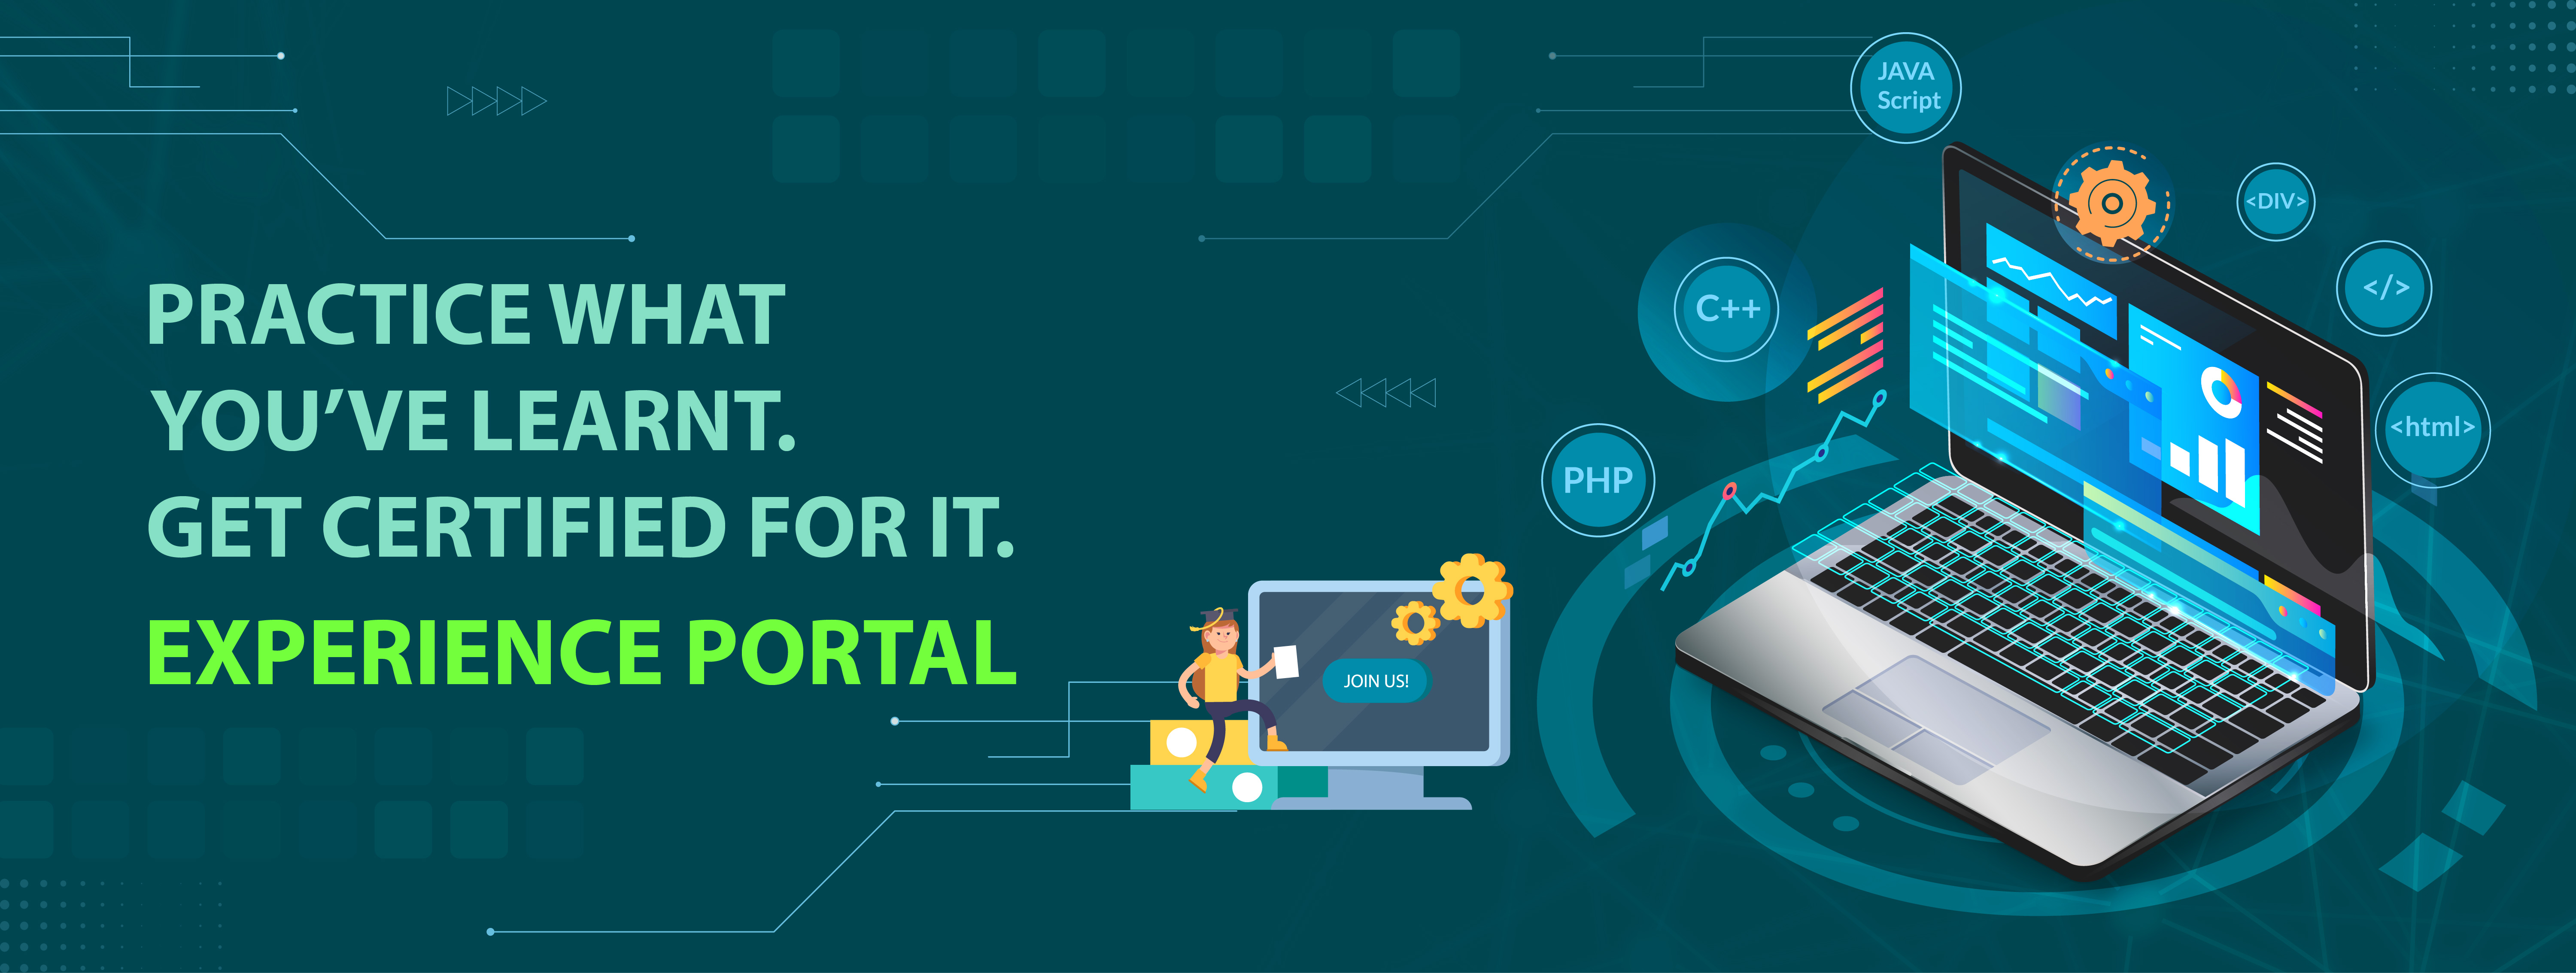 PRACTICE WHAT
YOU’VE LEARNT.
GET CERTIFIED FOR IT.
EXPERIENCE PORTAL
JOIN US!
JAVA
Script
C++
PHP
<DIV>
</>
<html>